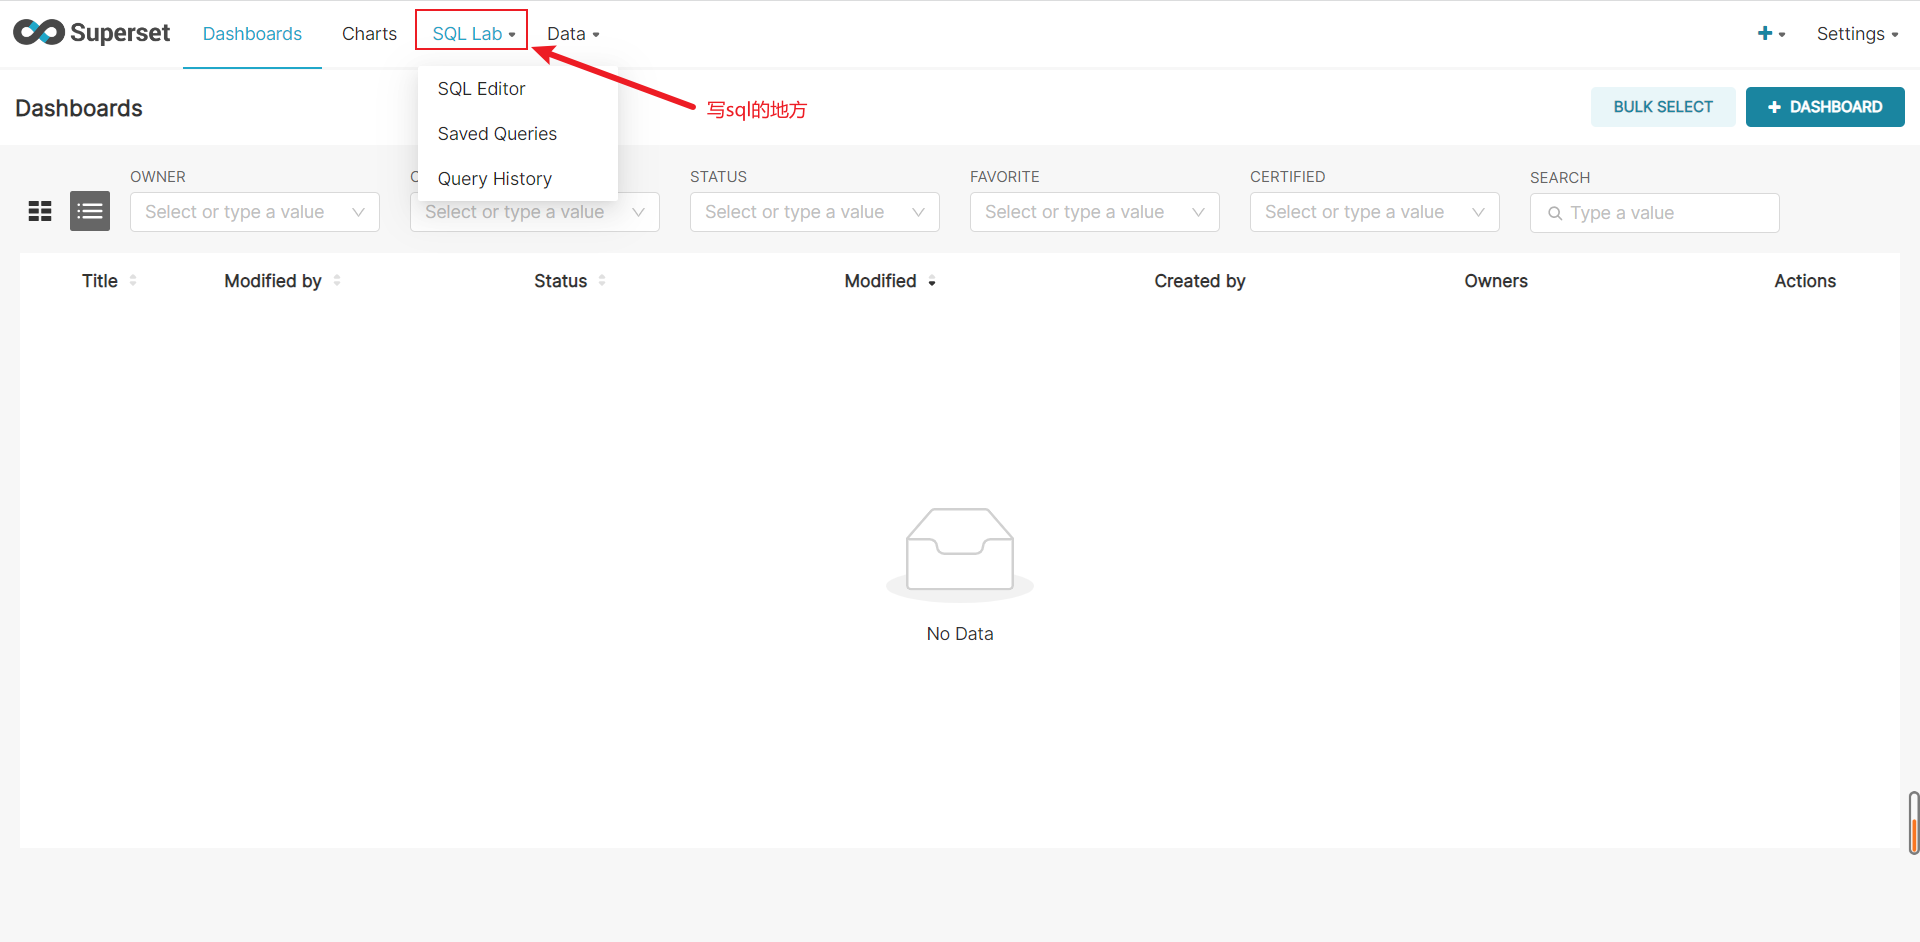 Superset Dashboards Charts SQL Lab Data Settings
SQL Editor
Dashboards
写sql的地方
BULK SELECT
DASHBOARD
Saved Queries
Query History
OWNER
STATUS
FAVORITE
CERTIFIED
SEARCH
Select or type a value
Select or type a value
Select or type a value
Select or type a value
Select or type a value
Type a value
Title Modified by Status Modified Created by Owners Actions
No Data